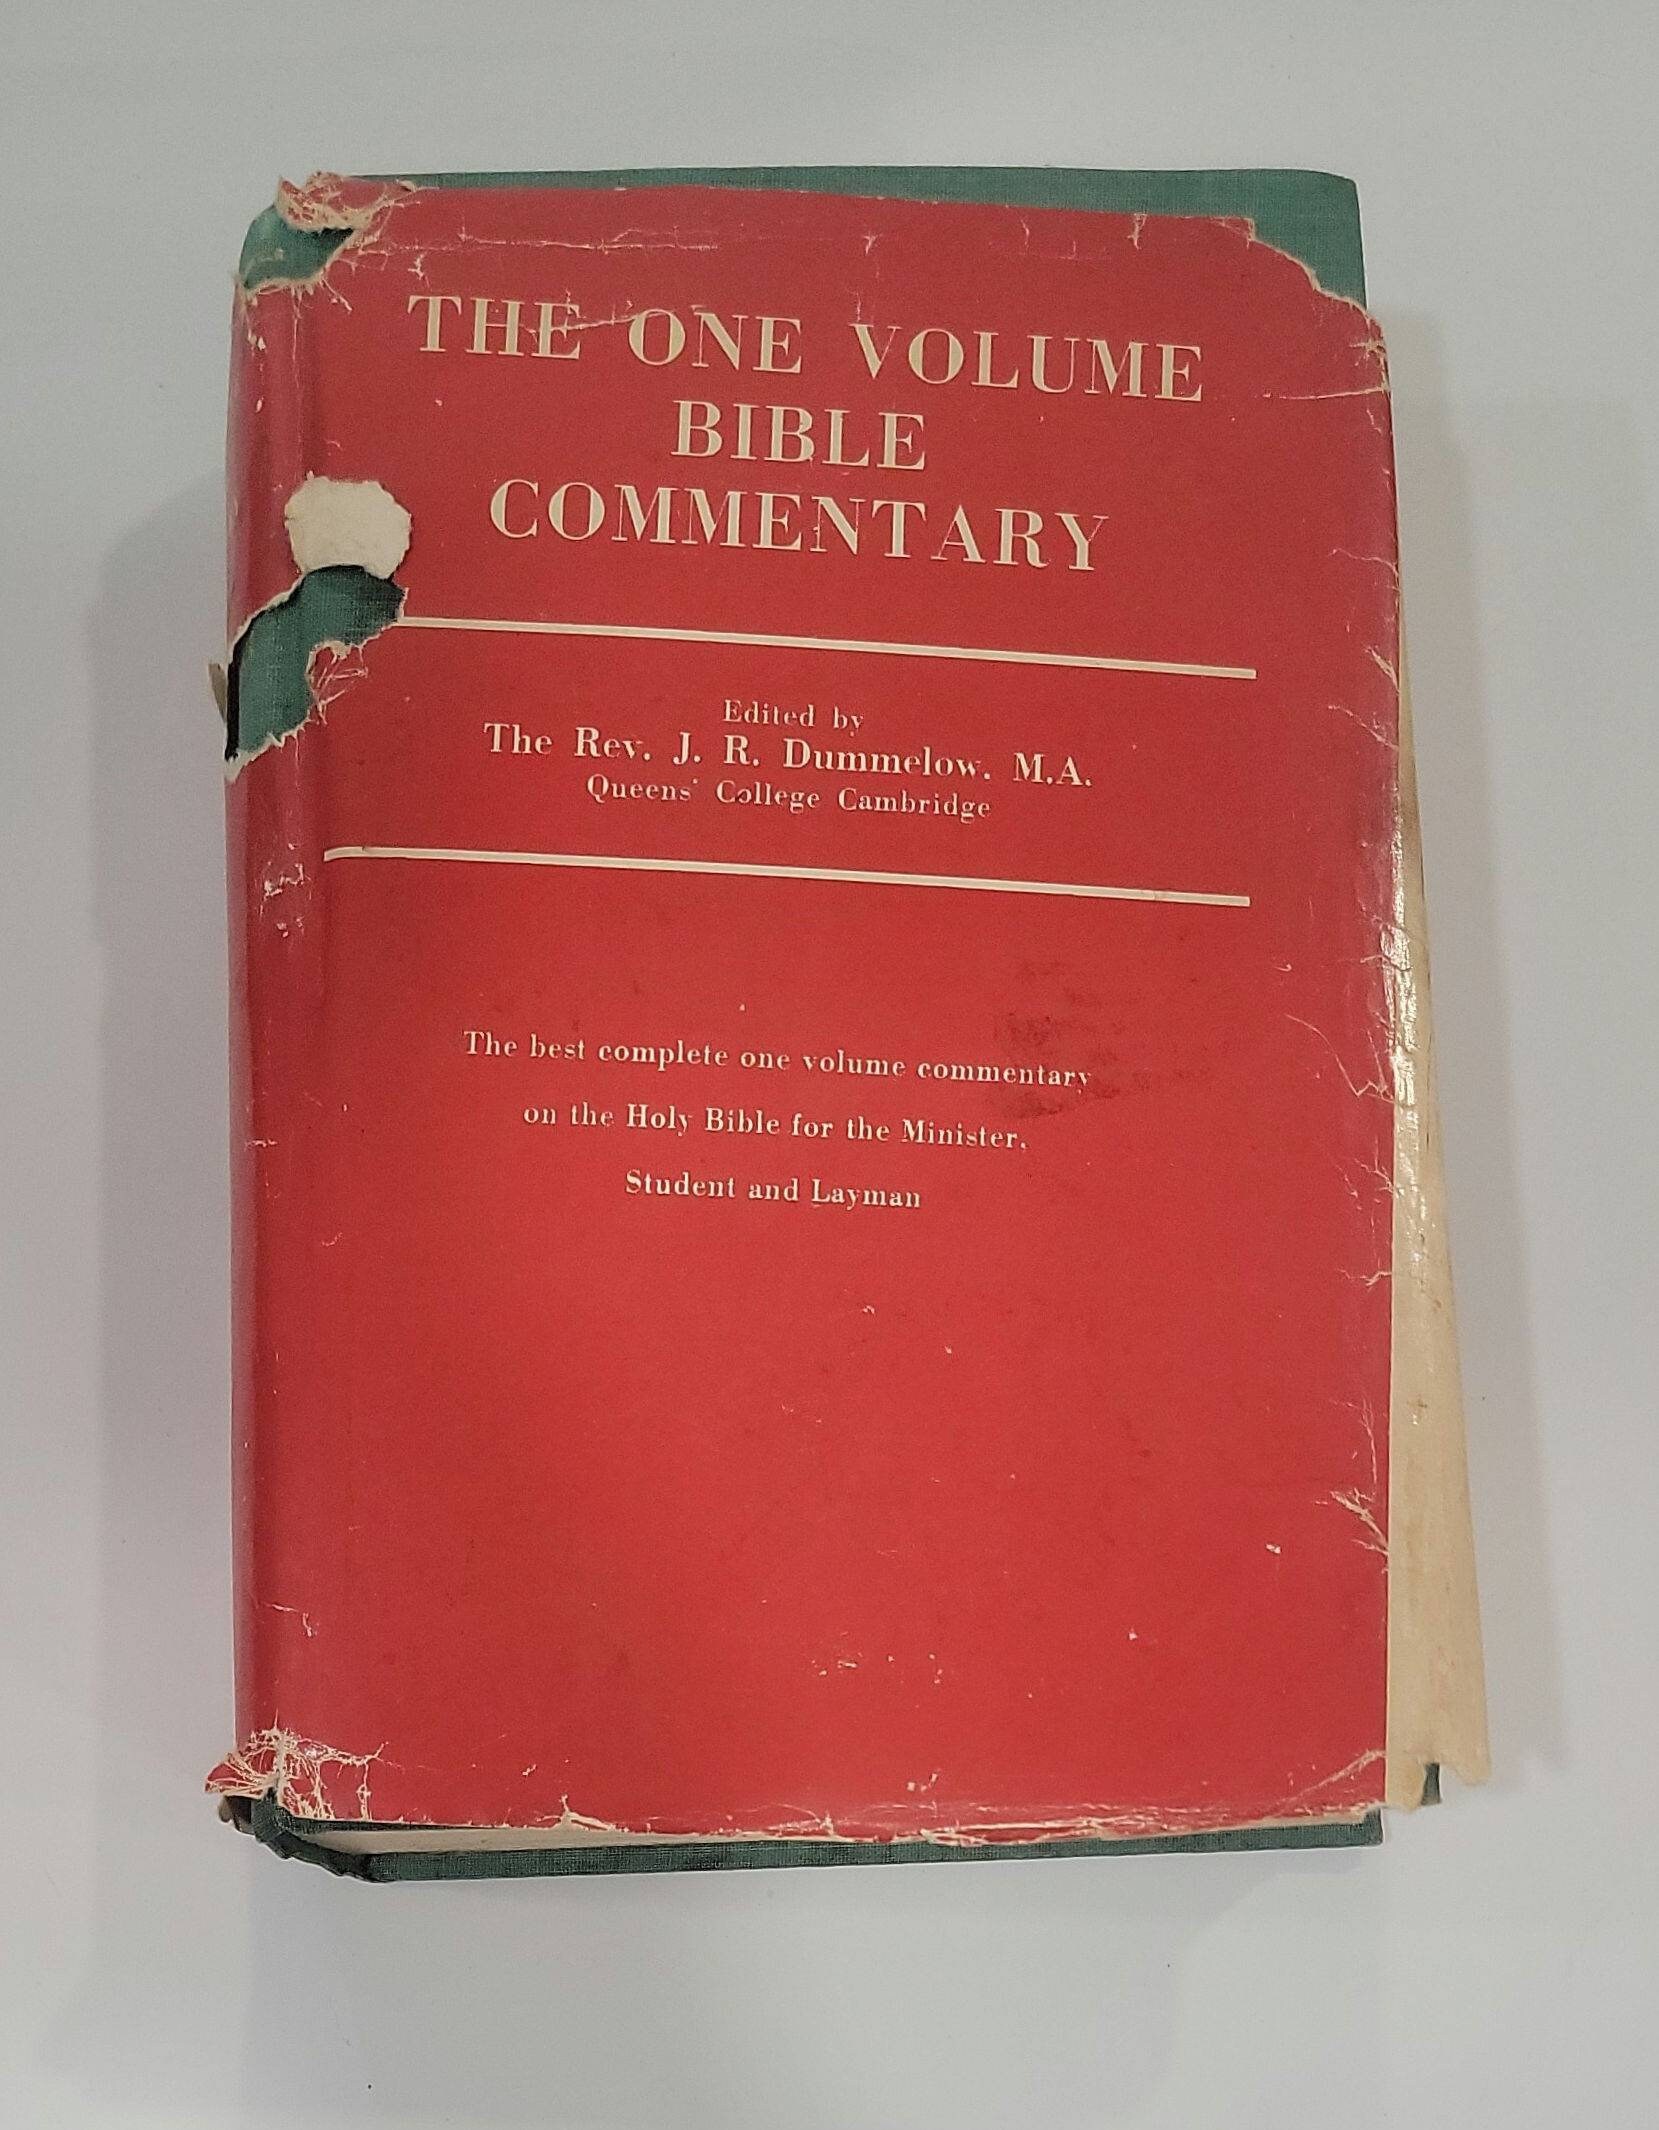 THE ONE VOLUME
BIBLE
COMMENTARY
Edited by
The Rev. J. R. Dummelow. M.A.
Queens' College Cambridge
The best complete one volume commentary
on the Holy Bible for the Minister,
Student and Layman